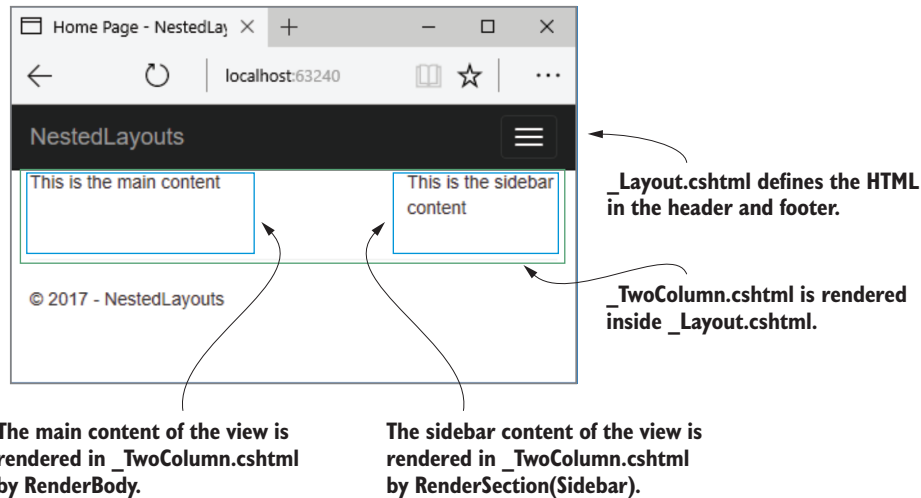 Home Page - NestedLay
localhost:63240
NestedLayouts
This is the main content
This is the sidebar
content
© 2017 - NestedLayouts
_Layout.cshtml defines the HTML
in the header and footer.
_TwoColumn.cshtml is rendered
inside _Layout.cshtml.
The main content of the view is
rendered in _TwoColumn.cshtml
by RenderBody.
The sidebar content of the view is
rendered in _TwoColumn.cshtml
by RenderSection(Sidebar).